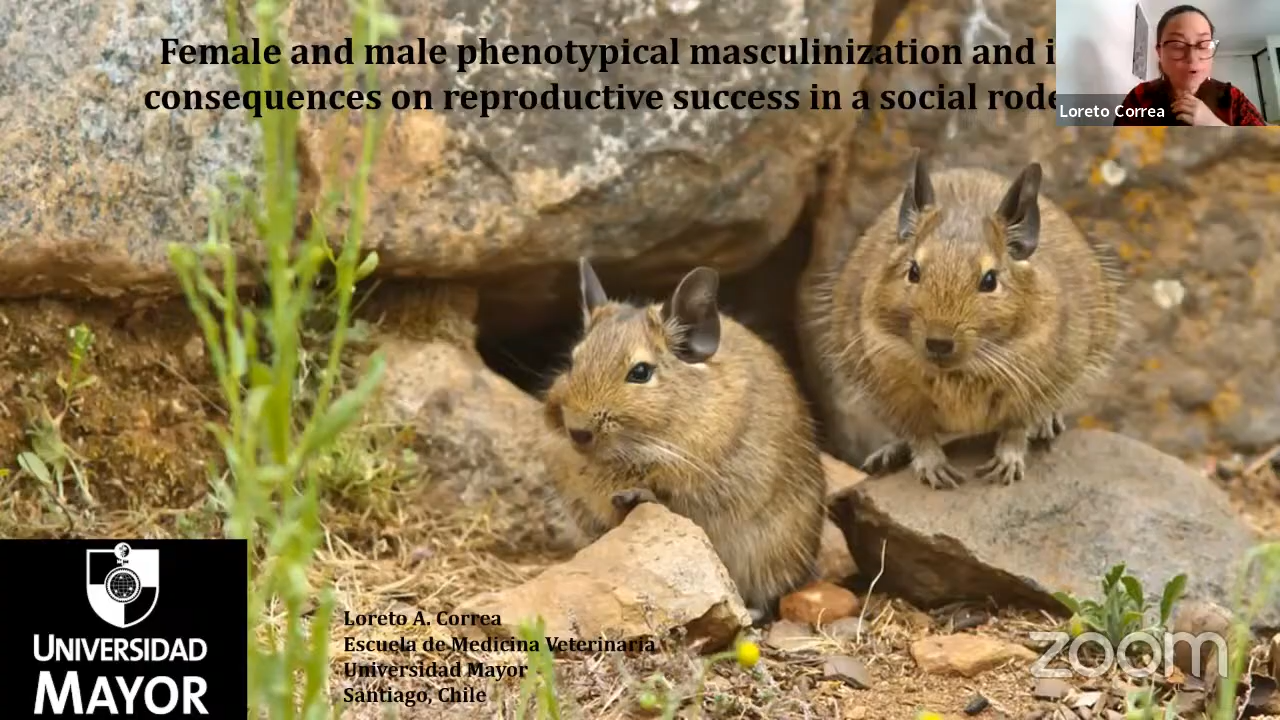 Female and male phenotypical masculinization and i
consequences on reproductive success in a social rode
Loreto Correa
UNIVERSIDAD
MAYOR
Loreto A. Correa
Escuela de Medicina Veterinaria
Universidad Mayor
Santiago, Chile
zoom